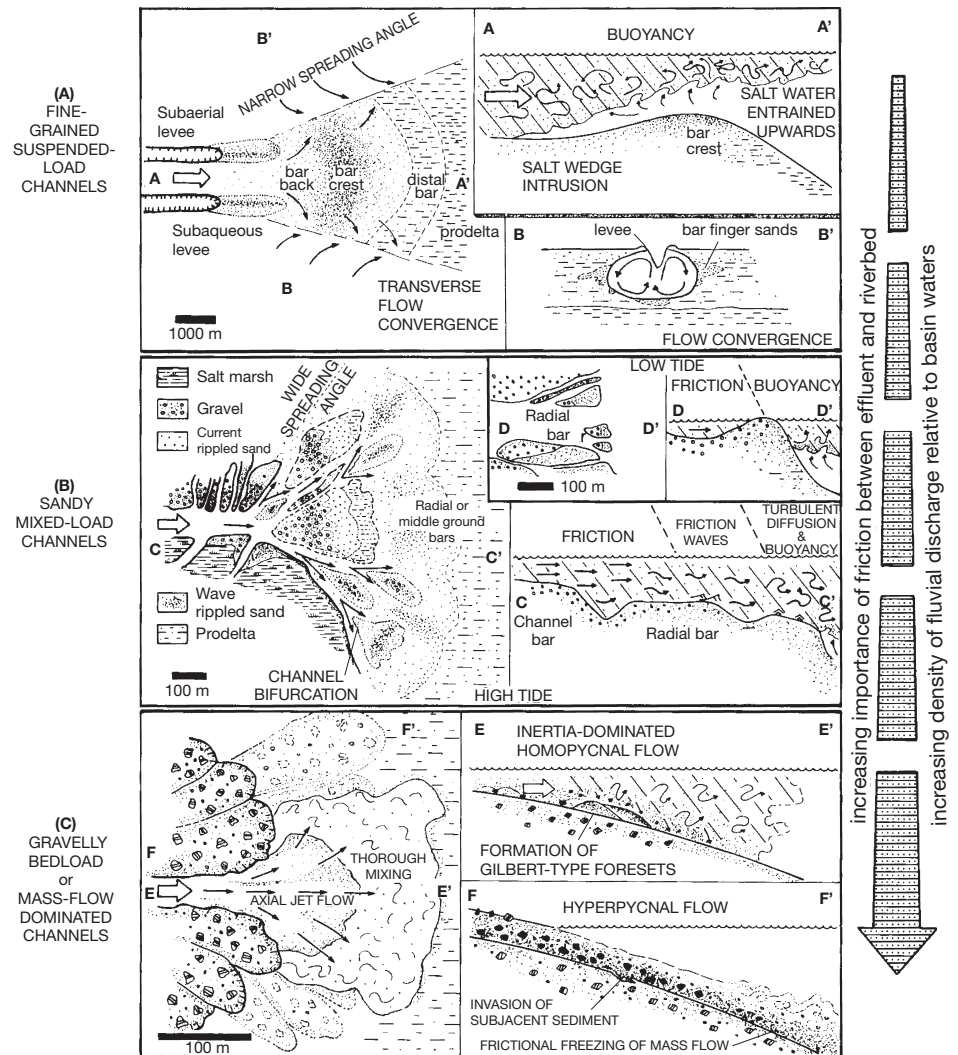 (A)
FINE-
GRAINED
SUSPENDED-
LOAD
CHANNELS
B'
NARROW SPREADING ANGLE
Subaerial
levee
A
bar
back
bar
crest
distal
bar
A'
prodelta
Subaqueous
levee
B
TRANSVERSE
FLOW
CONVERGENCE
1000 m
A
BUOYANCY
A'
SALT WATER
ENTRAINED
UPWARDS
bar
crest
SALT WEDGE
INTRUSION
B
levee
bar finger sands
B'
FLOW CONVERGENCE
(B)
SANDY
MIXED-LOAD
CHANNELS
Salt marsh
Gravel
Current
rippled sand
WIDE
SPREADING
ANGLE
C
Radial or
middle ground
bars
C'
Wave
rippled sand
Prodelta
100 m
CHANNEL
BIFURCATION
HIGH TIDE
LOW TIDE
Radial
bar
D
D'
100 m
FRICTION
BUOYANCY
D
D'
FRICTION
FRICTION
WAVES
TURBULENT
DIFFUSION
&
BUOYANCY
C
Channel
bar
Radial bar
C'
(C)
GRAVELLY
BEDLOAD
or
MASS-FLOW
DOMINATED
CHANNELS
F'
F
E
AXIAL JET FLOW
THOROUGH
MIXING
E'
100 m
E
INERTIA-DOMINATED
HOMOPYCNAL FLOW
E'
FORMATION OF
GILBERT-TYPE FORESETS
F
HYPERPYCNAL FLOW
F'
INVASION OF
SUBJACENT SEDIMENT
FRICTIONAL FREEZING OF MASS FLOW
increasing importance of friction between effluent and riverbed
increasing density of fluvial discharge relative to basin waters